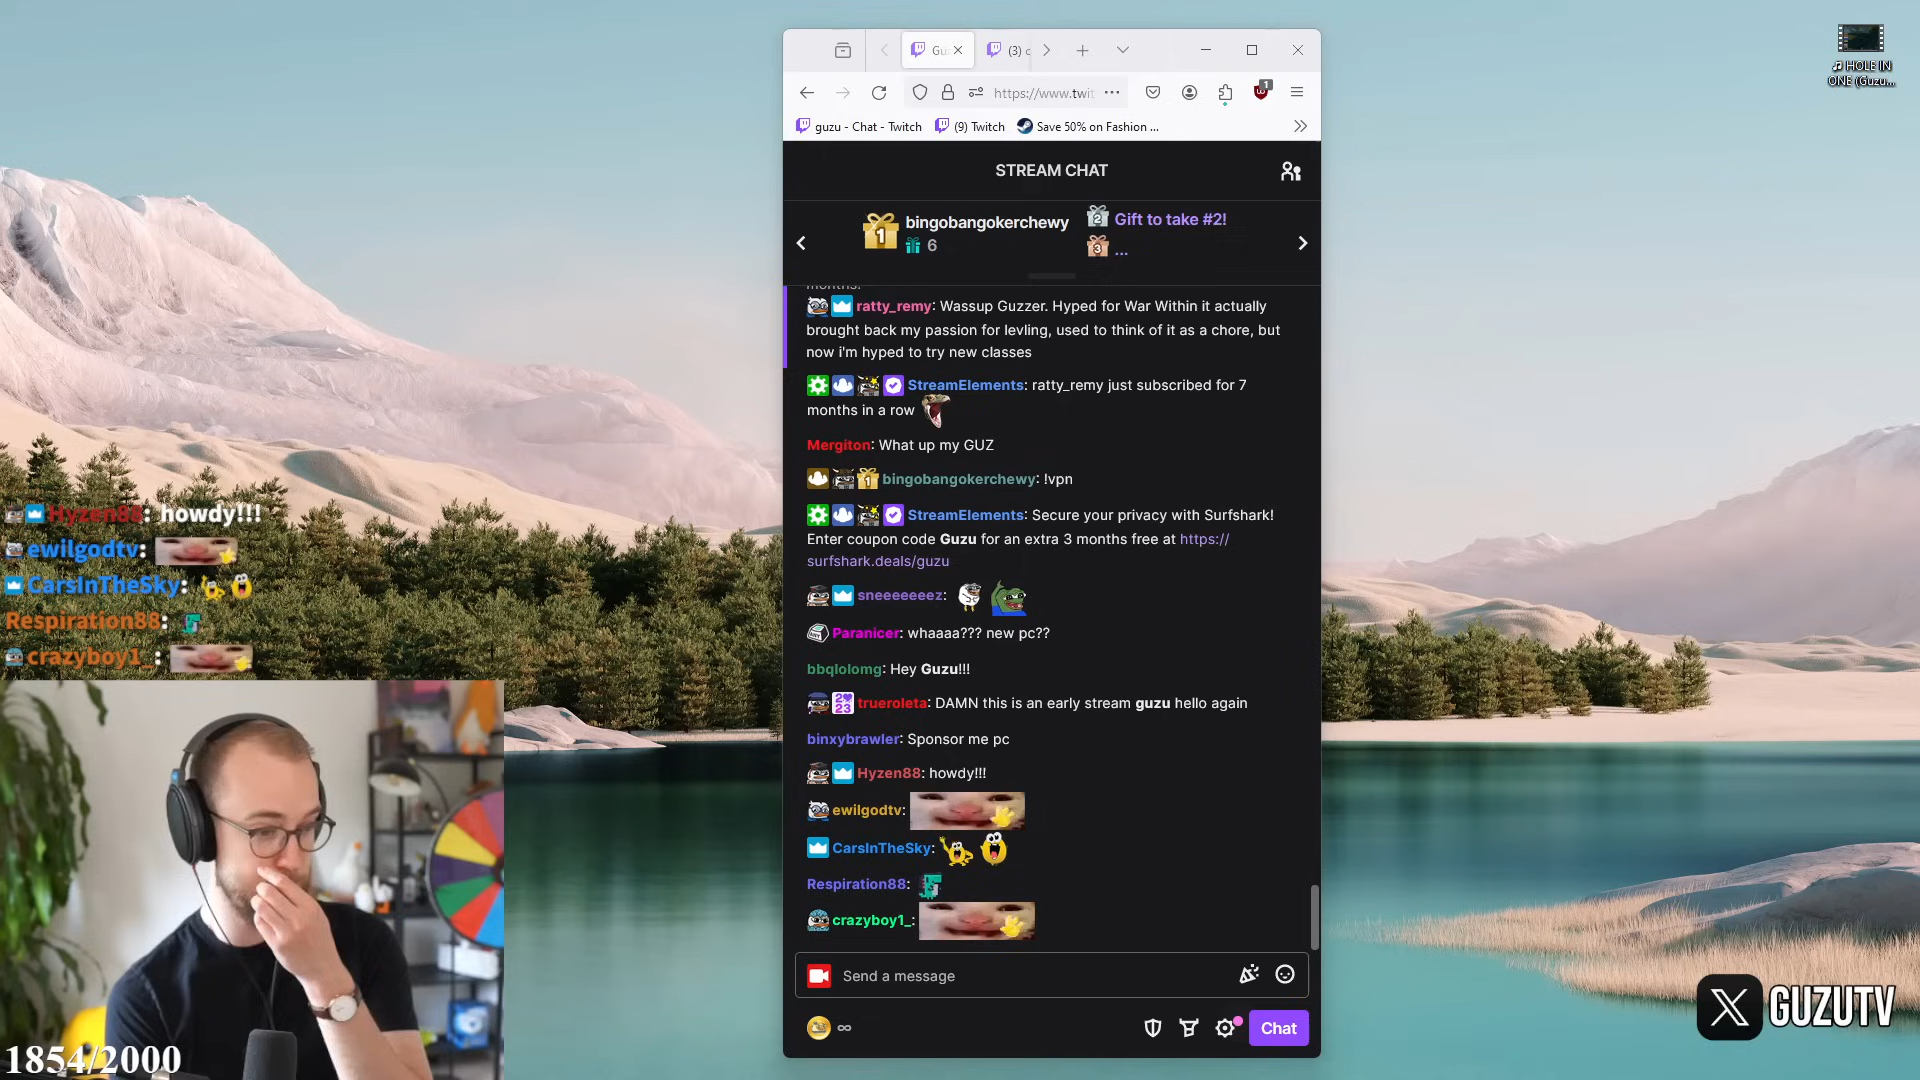 Gu
(3) c
https://www.twit
1
guzu - Chat - Twitch
(9) Twitch
Save 50% on Fashion ...
STREAM CHAT
1
bingobangokerchewy
6
2
Gift to take #2!
3
...
months!
ratty_remy: Wassup Guzzer. Hyped for War Within it actually
brought back my passion for levling, used to think of it as a chore, but
now i'm hyped to try new classes
StreamElements: ratty_remy just subscribed for 7
months in a row
Mergiton: What up my GUZ
bingobangokerchewy: !vpn
StreamElements: Secure your privacy with Surfshark!
Enter coupon code Guzu for an extra 3 months free at https://
surfshark.deals/guzu
sneeeeeeez:
Paranicer: whaaaa??? new pc??
bbqlolomg: Hey Guzu!!!
trueroleta: DAMN this is an early stream guzu hello again
binxybrawler: Sponsor me pc
Hyzen88: howdy!!!
ewilgodtv:
CarsInTheSky:
Respiration88:
crazyboy1_:
Send a message
∞
Chat
Hyzen88: howdy!!!
ewilgodtv:
CarsInTheSky:
Respiration88:
crazyboy1_:
1854/2000
♫ HOLE IN
ONE (Guzu...
X GUZUTV